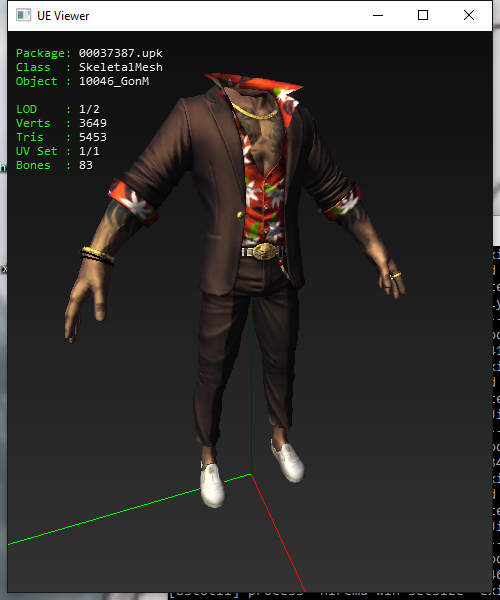 UE Viewer
Package: 00037387.upk
Class : SkeletalMesh
Object : 10046_GonM
LOD : 1/2
Verts : 3649
Tris : 5453
UV Set : 1/1
Bones : 83